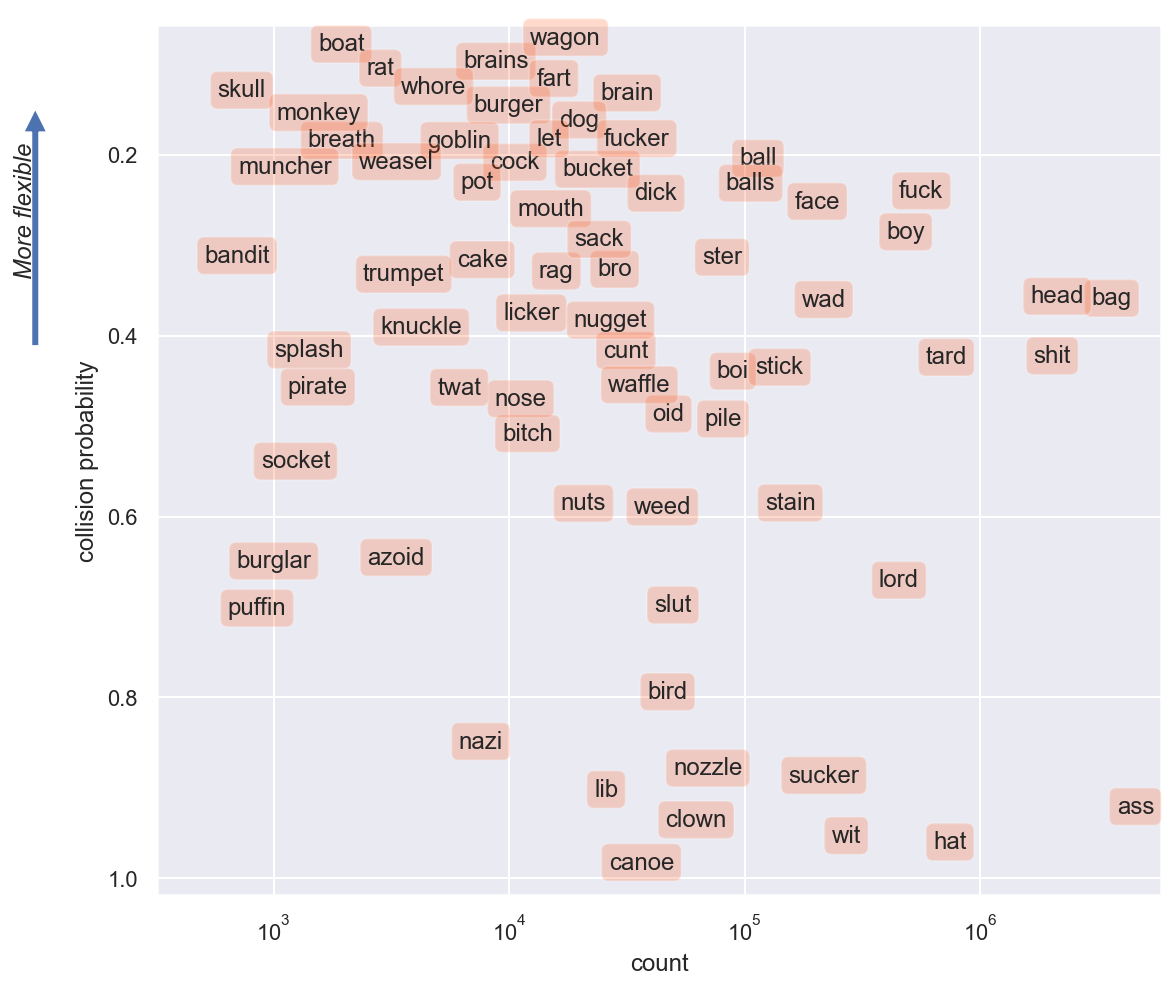 wagon
boat
brains
rat
fart
whore
skull
brain
burger
monkey
dog
let
fucker
breath
goblin
ball
weasel
cock
muncher
bucket
pot
balls
dick
fuck
face
mouth
boy
sack
bandit
ster
cake
bro
rag
trumpet
head
bag
wad
licker
nugget
knuckle
0.2
0.4
0.6
0.8
1.0
More flexible
collision probability
splash
cunt
shit
tard
stick
boi
pirate
twat
waffle
nose
oid
pile
bitch
socket
nuts
stain
weed
azoid
burglar
lord
slut
puffin
bird
nazi
nozzle
sucker
lib
ass
clown
wit
hat
canoe
10³
10⁴
10⁵
10⁶
count